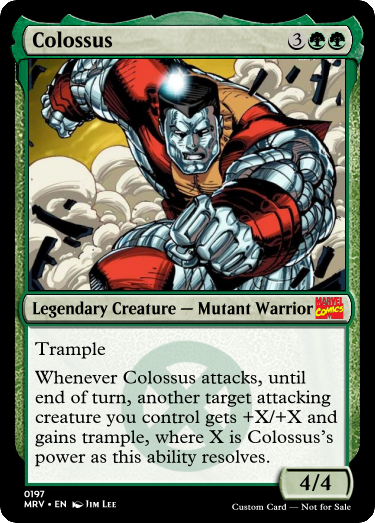 Colossus 3
Legendary Creature — Mutant Warrior MARVEL COMICS
Trample
Whenever Colossus attacks, until
end of turn, another target attacking
creature you control gets +X/+X and
gains trample, where X is Colossus's
power as this ability resolves.
4/4
0197
MRV • EN Jim Lee
Custom Card — Not for Sale